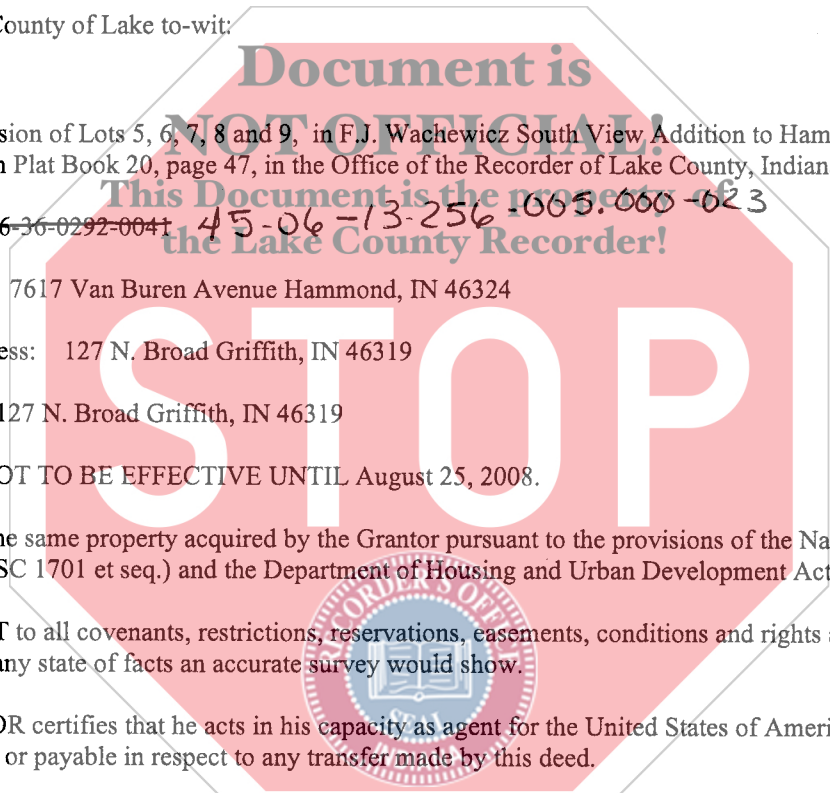 County of Lake to-wit:
Document is
NOT OFFICIAL!
sion of Lots 5, 6, 7, 8 and 9, in F.J. Wachewicz South View Addition to Ham
n Plat Book 20, page 47, in the Office of the Recorder of Lake County, Indian
This Document is the property of
6-36-0292-0041 45-06-13-256-005.000-023
the Lake County Recorder!
7617 Van Buren Avenue Hammond, IN 46324
ess: 127 N. Broad Griffith, IN 46319
127 N. Broad Griffith, IN 46319
STOP
OT TO BE EFFECTIVE UNTIL August 25, 2008.
he same property acquired by the Grantor pursuant to the provisions of the Na
SC 1701 et seq.) and the Department of Housing and Urban Development Act
RECORDER'S OFFICE
T to all covenants, restrictions, reservations, easements, conditions and rights
any state of facts an accurate survey would show.
SEAL
OR certifies that he acts in his capacity as agent for the United States of Ameri
INDIANA
or payable in respect to any transfer made by this deed.